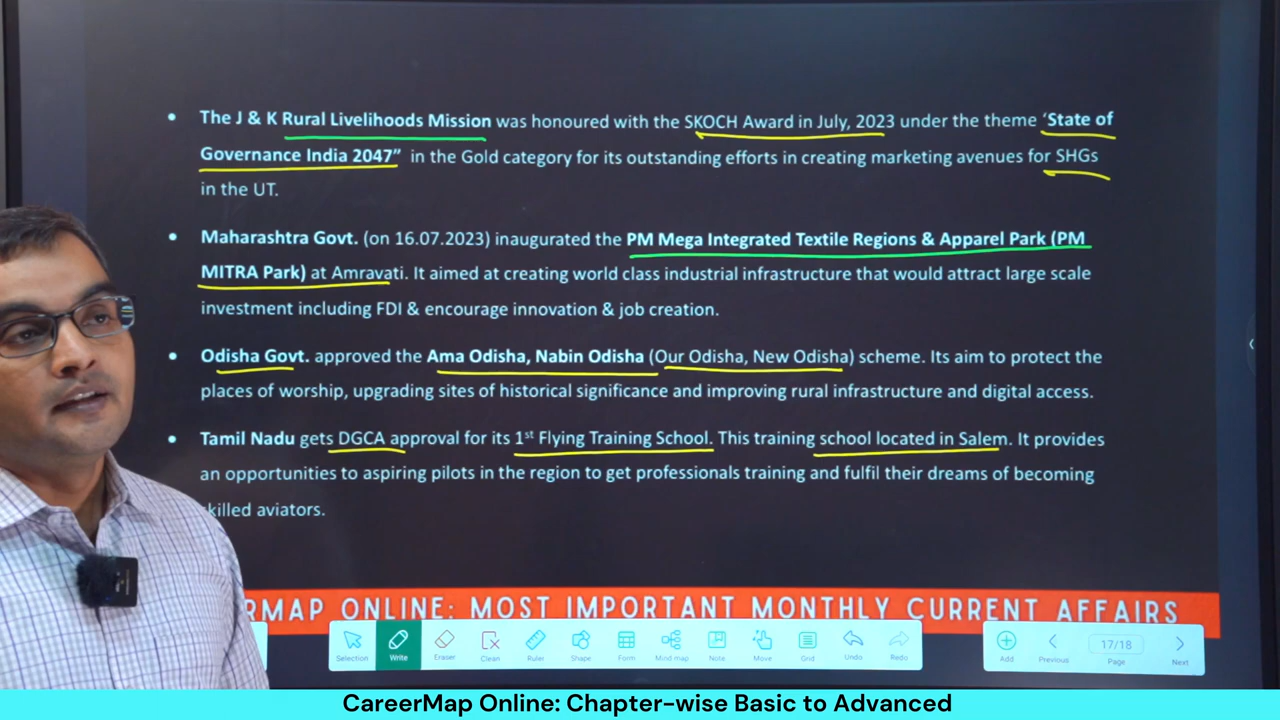 • The J & K Rural Livelihoods Mission was honoured with the SKOCH Award in July, 2023 under the theme ‘State of
Governance India 2047” in the Gold category for its outstanding efforts in creating marketing avenues for SHGs
in the UT.
• Maharashtra Govt. (on 16.07.2023) inaugurated the PM Mega Integrated Textile Regions & Apparel Park (PM
MITRA Park) at Amravati. It aimed at creating world class industrial infrastructure that would attract large scale
investment including FDI & encourage innovation & job creation.
• Odisha Govt. approved the Ama Odisha, Nabin Odisha (Our Odisha, New Odisha) scheme. Its aim to protect the
places of worship, upgrading sites of historical significance and improving rural infrastructure and digital access.
• Tamil Nadu gets DGCA approval for its 1st Flying Training School. This training school located in Salem. It provides
an opportunities to aspiring pilots in the region to get professionals training and fulfil their dreams of becoming
killed aviators.
RMAP ONLINE: MOST IMPORTANT MONTHLY CURRENT AFFAIRS
Selection Write Eraser Clean Ruler Shape Form Mind map Note Move Grid Undo Redo Add Previous 17/18 Page Next
CareerMap Online: Chapter-wise Basic to Advanced